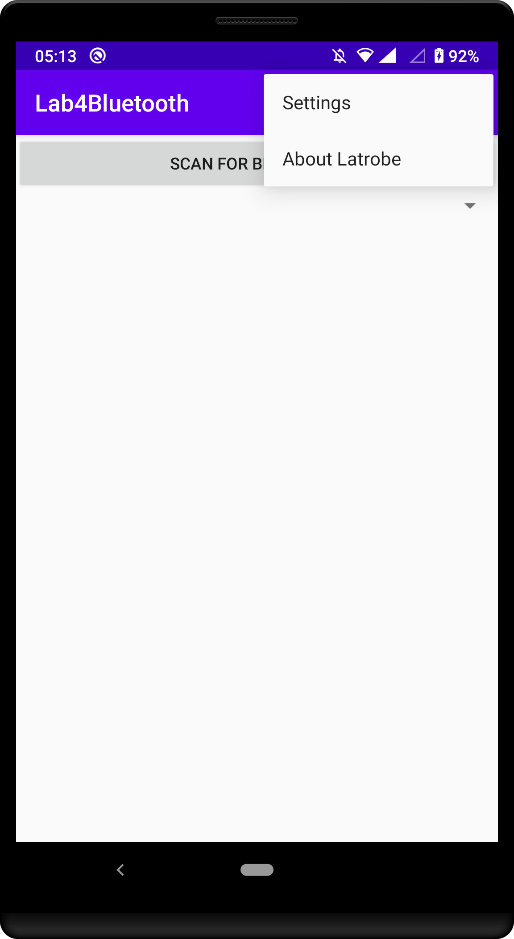 05:13
92%
Lab4Bluetooth
Settings
SCAN FOR
About Latrobe